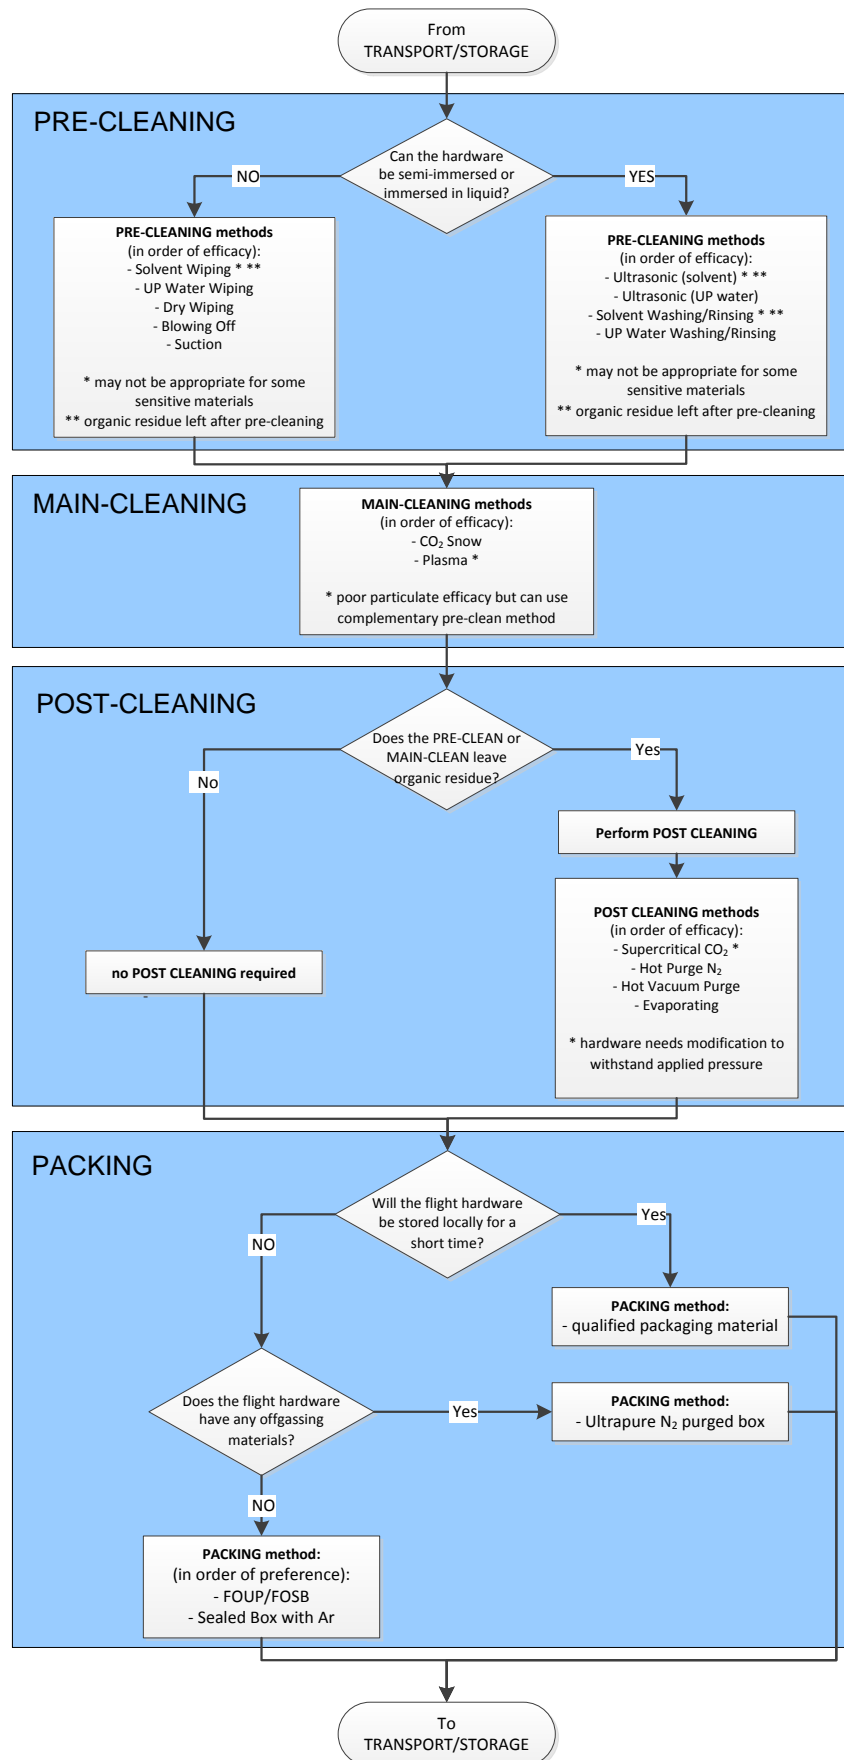 From
TRANSPORT/STORAGE
PRE-CLEANING
Can the hardware
be semi-immersed or
immersed in liquid?
NO
YES
PRE-CLEANING methods
(in order of efficacy):
- Solvent Wiping * **
- UP Water Wiping
- Dry Wiping
- Blowing Off
- Suction
* may not be appropriate for some
sensitive materials
** organic residue left after pre-cleaning
PRE-CLEANING methods
(in order of efficacy):
- Ultrasonic (solvent) * **
- Ultrasonic (UP water)
- Solvent Washing/Rinsing * **
- UP Water Washing/Rinsing
* may not be appropriate for some
sensitive materials
** organic residue left after pre-cleaning
MAIN-CLEANING
MAIN-CLEANING methods
(in order of efficacy):
- CO₂ Snow
- Plasma *
* poor particulate efficacy but can use
complementary pre-clean method
POST-CLEANING
Does the PRE-CLEAN or
MAIN-CLEAN leave
organic residue?
No
Yes
Perform POST CLEANING
POST CLEANING methods
(in order of efficacy):
- Supercritical CO₂ *
- Hot Purge N₂
- Hot Vacuum Purge
- Evaporating
* hardware needs modification to
withstand applied pressure
no POST CLEANING required
-
PACKING
Will the flight hardware
be stored locally for a
short time?
NO
Yes
PACKING method:
- qualified packaging material
Does the flight hardware
have any offgassing
materials?
Yes
PACKING method:
- Ultrapure N₂ purged box
NO
PACKING method:
(in order of preference):
- FOUP/FOSB
- Sealed Box with Ar
To
TRANSPORT/STORAGE